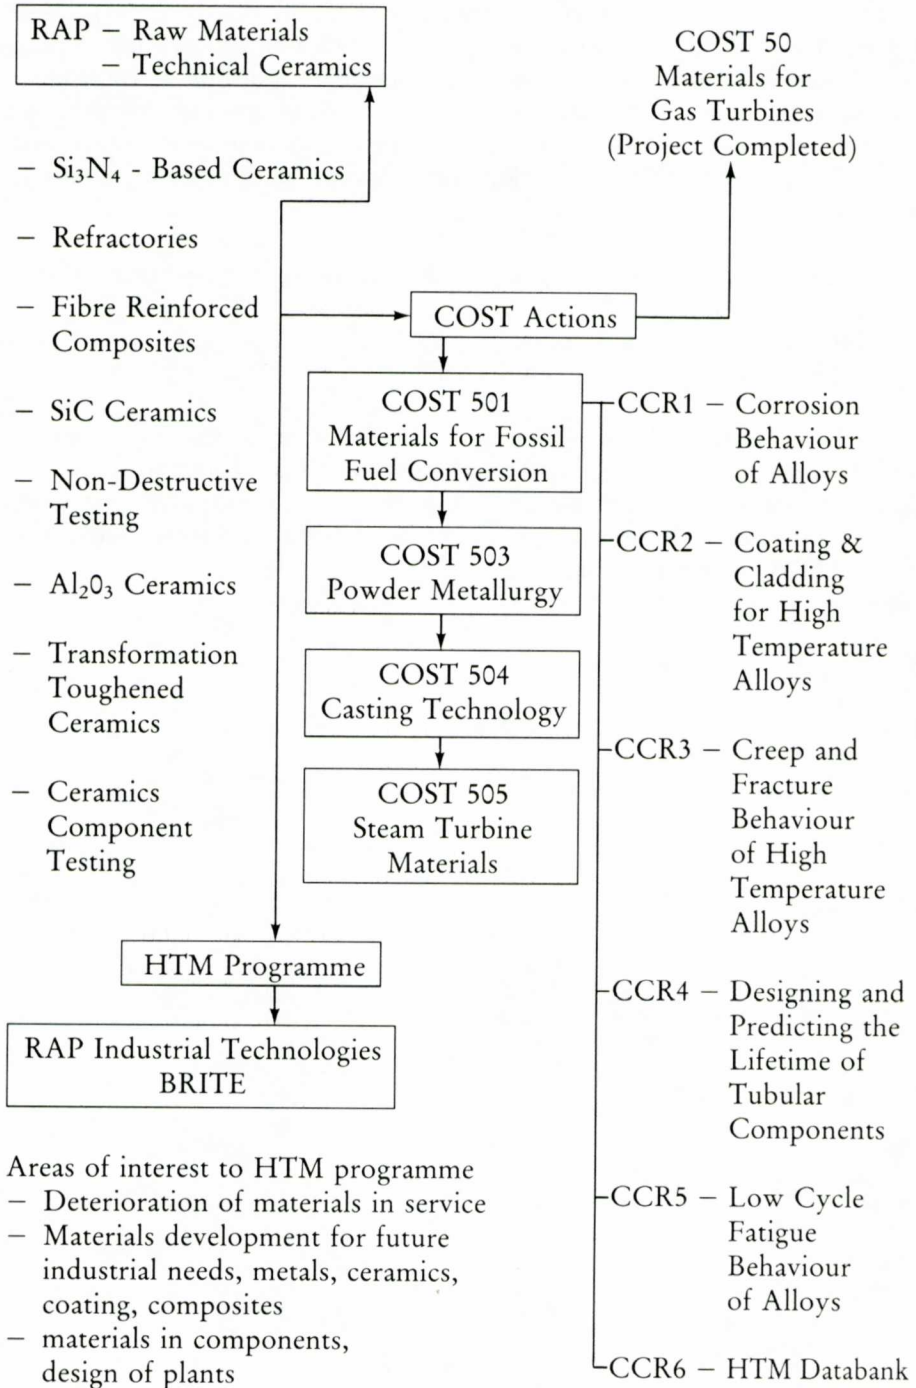 RAP – Raw Materials
– Technical Ceramics
COST 50
Materials for
Gas Turbines
(Project Completed)
– Si₃N₄ - Based Ceramics
– Refractories
– Fibre Reinforced
Composites
– SiC Ceramics
– Non-Destructive
Testing
– Al₂0₃ Ceramics
– Transformation
Toughened
Ceramics
– Ceramics
Component
Testing
COST Actions
COST 501
Materials for Fossil
Fuel Conversion
COST 503
Powder Metallurgy
COST 504
Casting Technology
COST 505
Steam Turbine
Materials
CCR1 – Corrosion
Behaviour
of Alloys
CCR2 – Coating &
Cladding
for High
Temperature
Alloys
CCR3 – Creep and
Fracture
Behaviour
of High
Temperature
Alloys
CCR4 – Designing and
Predicting the
Lifetime of
Tubular
Components
CCR5 – Low Cycle
Fatigue
Behaviour
of Alloys
CCR6 – HTM Databank
HTM Programme
RAP Industrial Technologies
BRITE
Areas of interest to HTM programme
– Deterioration of materials in service
– Materials development for future
industrial needs, metals, ceramics,
coating, composites
– materials in components,
design of plants